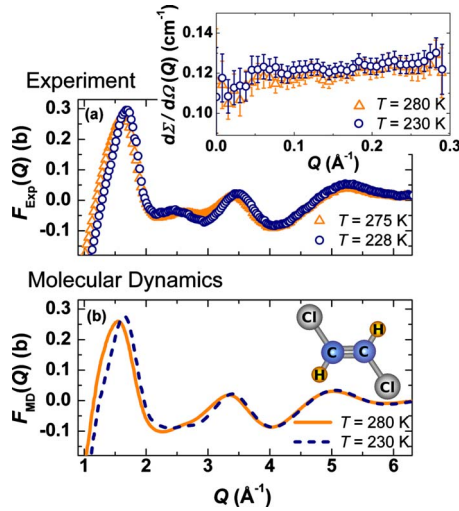 0.14
0.12
0.10
dΣ/dΩ(Q) (cm⁻¹)
T = 280 K
T = 230 K
0.0 0.1 0.2 0.3
Q (Å⁻¹)
Experiment
(a)
0.3
0.2
0.1
0.0
-0.1
F_Exp(Q) (b)
T = 275 K
T = 228 K
Molecular Dynamics
(b)
0.3
0.2
0.1
0.0
-0.1
F_MD(Q) (b)
Cl
H
C C
H
Cl
T = 280 K
T = 230 K
1 2 3 4 5 6
Q (Å⁻¹)